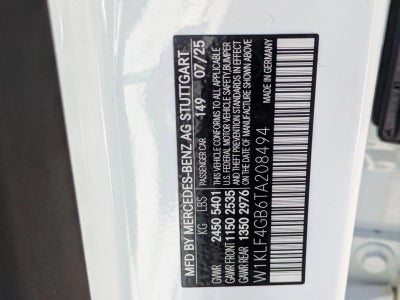 MFD BY MERCEDES-BENZ AG STUTTGART
PASSENGER CAR 149 07/25
KG LBS
GVWR 2450 5401
GAWR FRONT 1150 2535
GAWR REAR 1350 2976
THIS VEHICLE CONFORMS TO ALL APPLICABLE
U.S. FEDERAL MOTOR VEHICLE SAFETY, BUMPER
AND THEFT PREVENTION STANDARDS IN EFFECT
ON THE DATE OF MANUFACTURE SHOWN ABOVE
MADE IN GERMANY
W1KLF4GB6TA208494